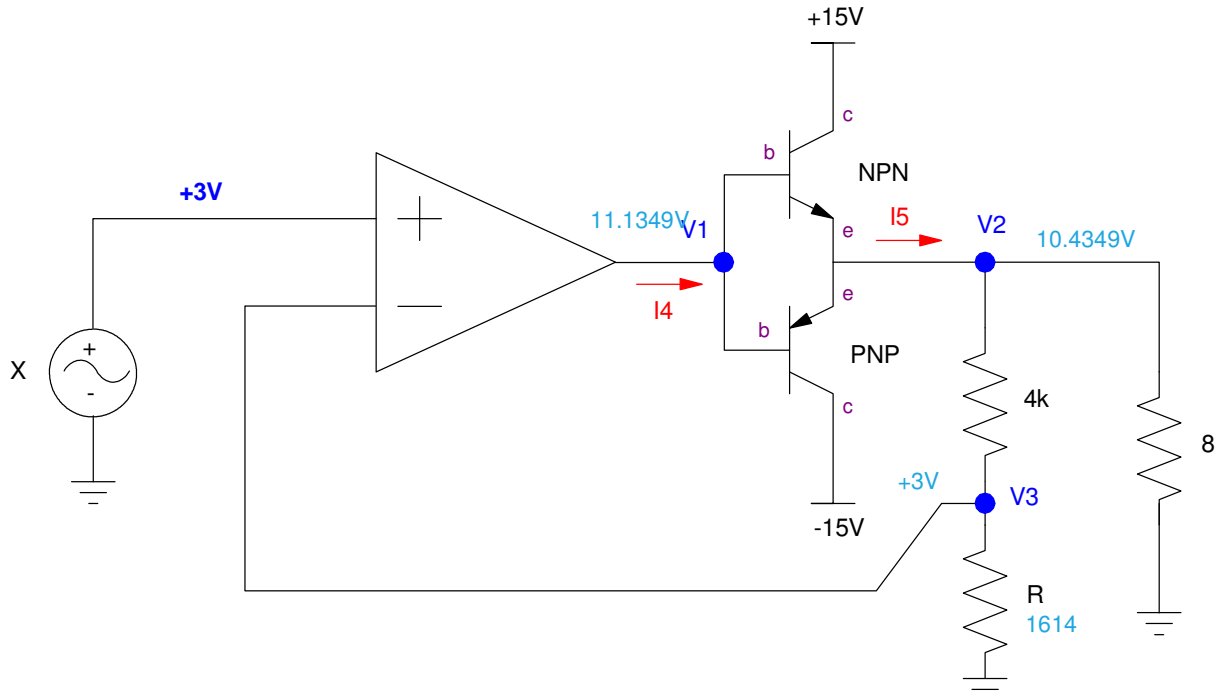 +15V
c
b
NPN
+3V
11.1349V
V1
I5
V2
e
10.4349V
+
−
I4
e
b
PNP
X
+
-
c
4k
8
+3V
V3
-15V
R
1614